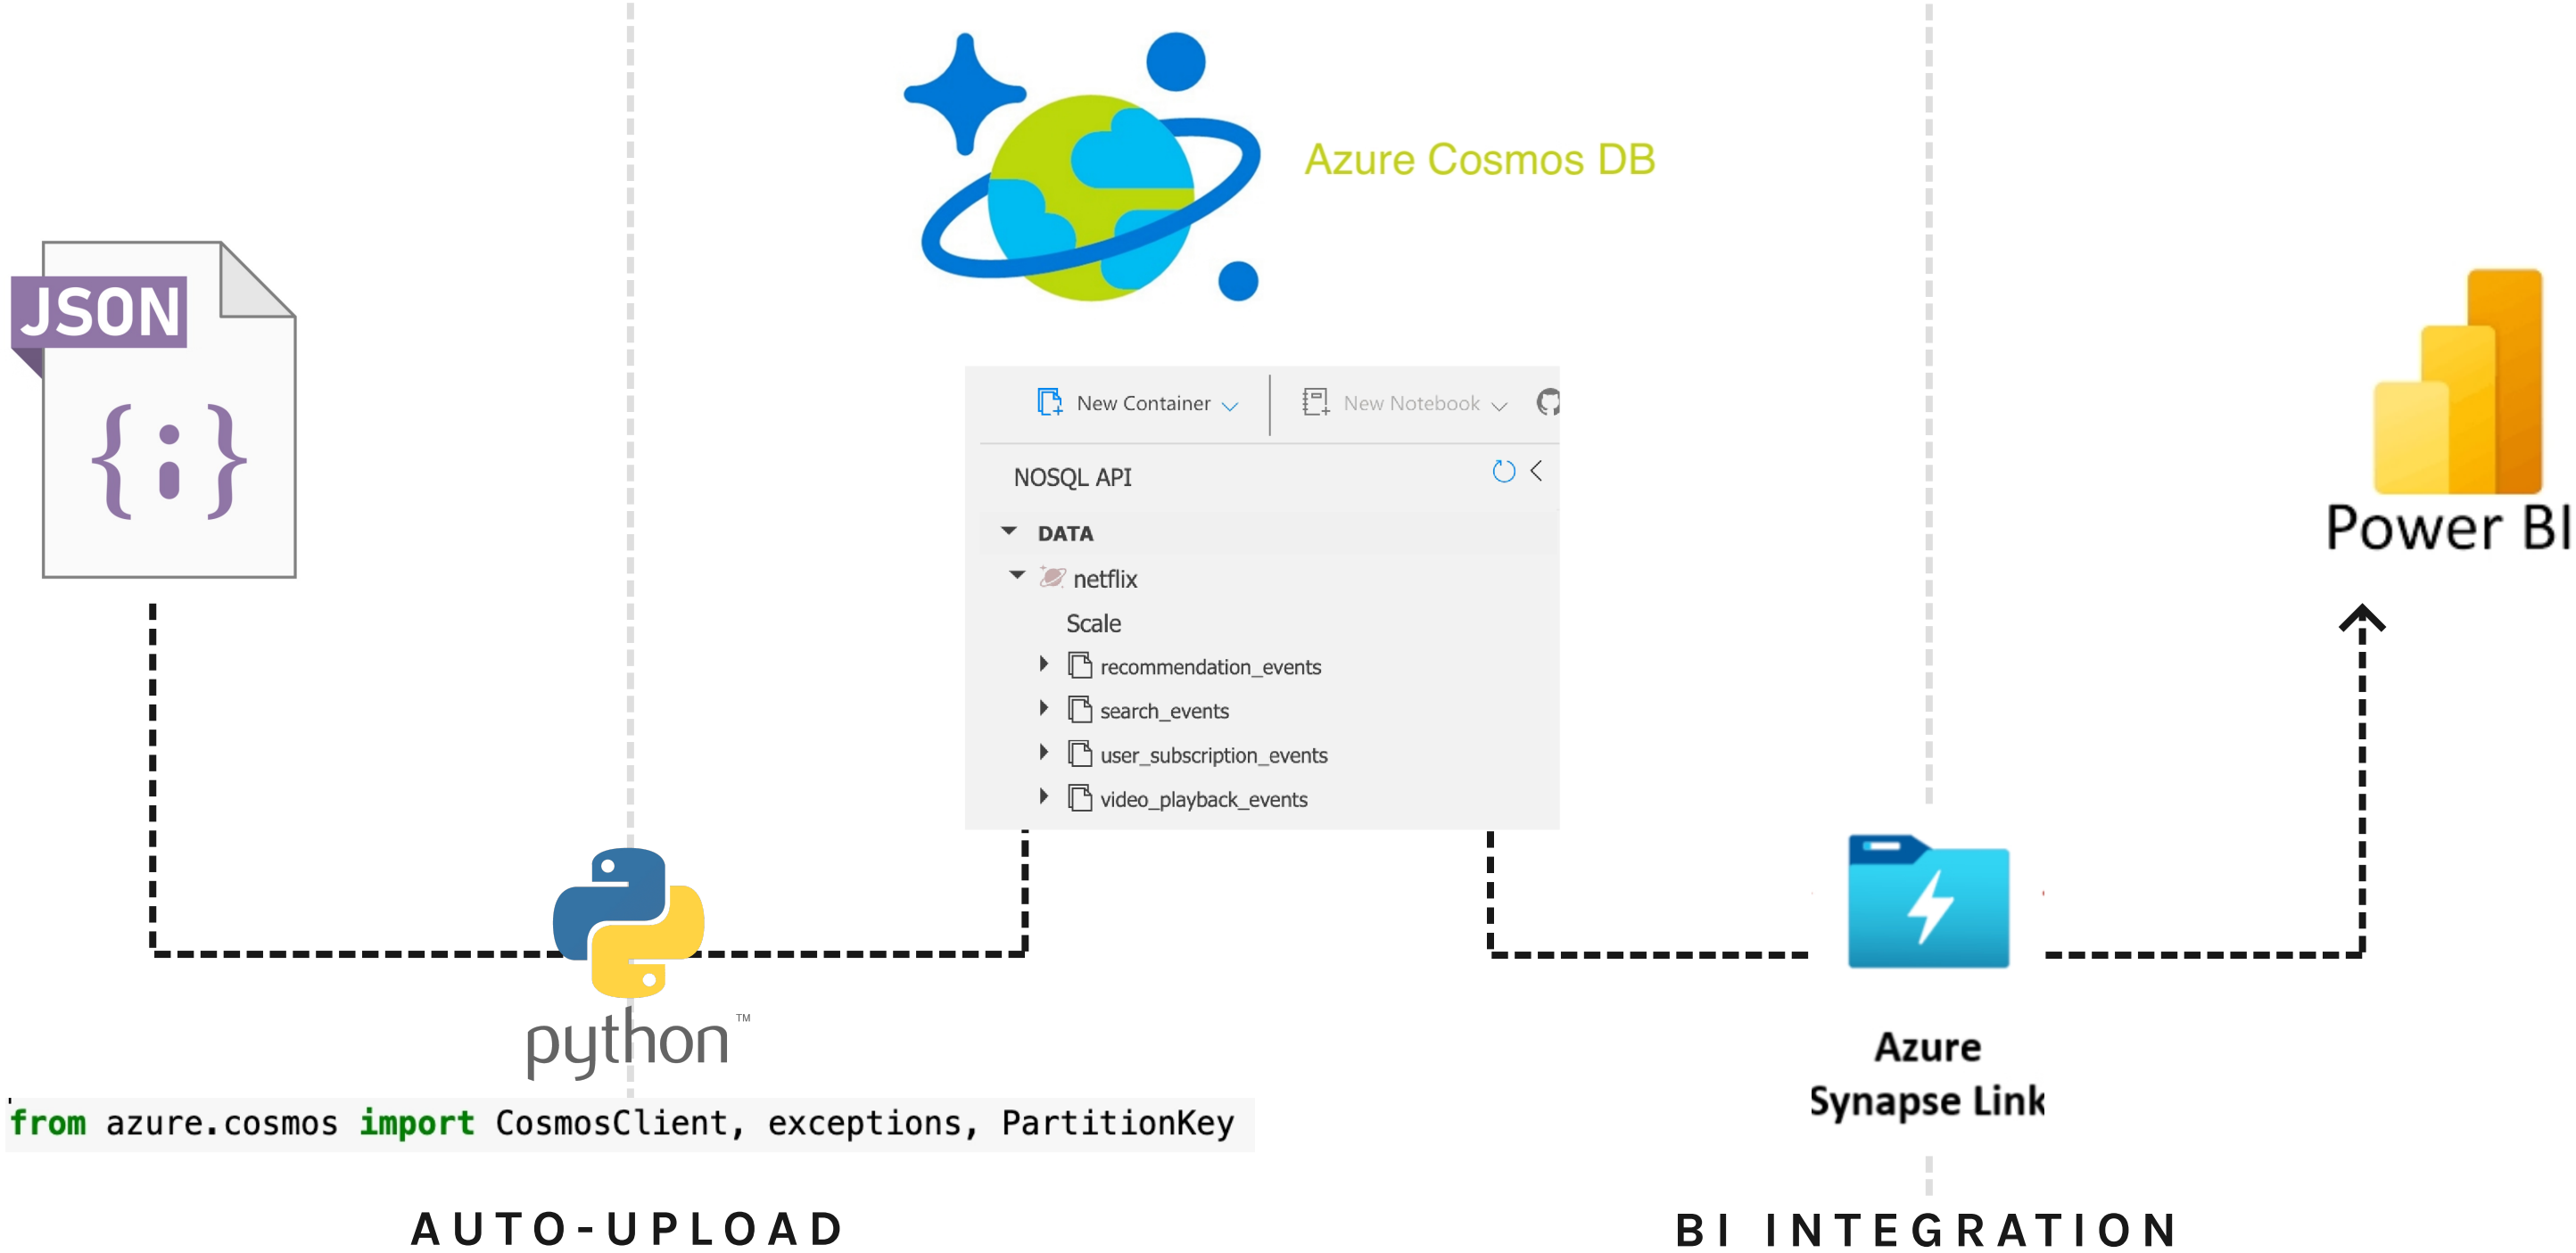 Azure Cosmos DB
JSON
{ }
New Container
New Notebook
NOSQL API
DATA
netflix
Scale
recommendation_events
search_events
user_subscription_events
video_playback_events
Power BI
python™
Azure
Synapse Link
from azure.cosmos import CosmosClient, exceptions, PartitionKey
AUTO-UPLOAD
BI INTEGRATION